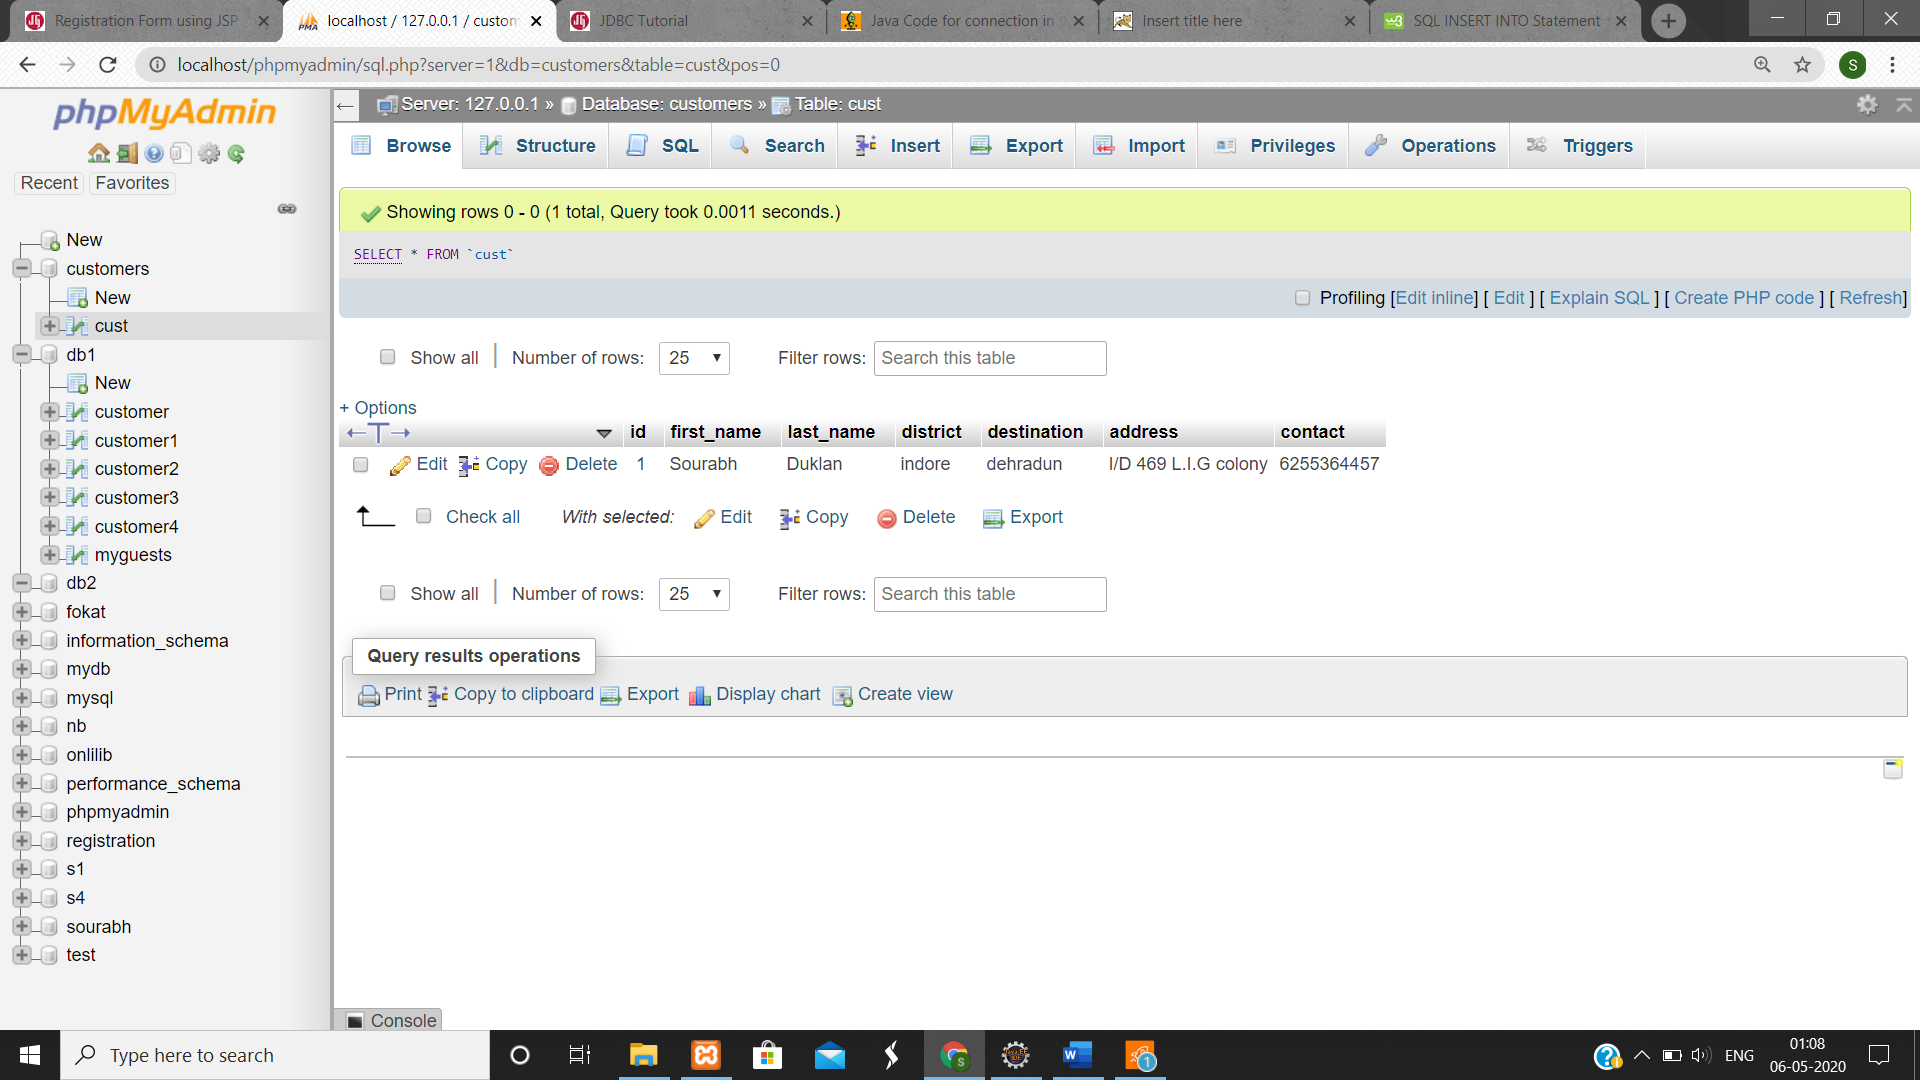 Registration Form using JSP
localhost / 127.0.0.1 / custom
JDBC Tutorial
Java Code for connection in
Insert title here
SQL INSERT INTO Statement
localhost/phpmyadmin/sql.php?server=1&db=customers&table=cust&pos=0
S
phpMyAdmin
Recent Favorites
New
customers
New
cust
db1
New
customer
customer1
customer2
customer3
customer4
myguests
db2
fokat
information_schema
mydb
mysql
nb
onlilib
performance_schema
phpmyadmin
registration
s1
s4
sourabh
test
Server: 127.0.0.1 » Database: customers » Table: cust
Browse Structure SQL Search Insert Export Import Privileges Operations Triggers
Showing rows 0 - 0 (1 total, Query took 0.0011 seconds.)
SELECT * FROM `cust`
Profiling [Edit inline] [ Edit ] [ Explain SQL ] [ Create PHP code ] [ Refresh]
Show all | Number of rows: 25 Filter rows: Search this table
+ Options
←T→ id first_name last_name district destination address contact
Edit Copy Delete 1 Sourabh Duklan indore dehradun I/D 469 L.I.G colony 6255364457
Check all With selected: Edit Copy Delete Export
Show all | Number of rows: 25 Filter rows: Search this table
Query results operations
Print Copy to clipboard Export Display chart Create view
Console
Type here to search
ENG
01:08
06-05-2020